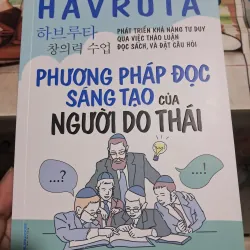 HAVRUTA
하브루타
창의력 수업
PHÁT TRIỂN KHẢ NĂNG TƯ DUY
QUA VIỆC THẢO LUẬN
ĐỌC SÁCH, VÀ ĐẶT CÂU HỎI
PHƯƠNG PHÁP ĐỌC
SÁNG TẠO CỦA
NGƯỜI DO THÁI
...?
...!